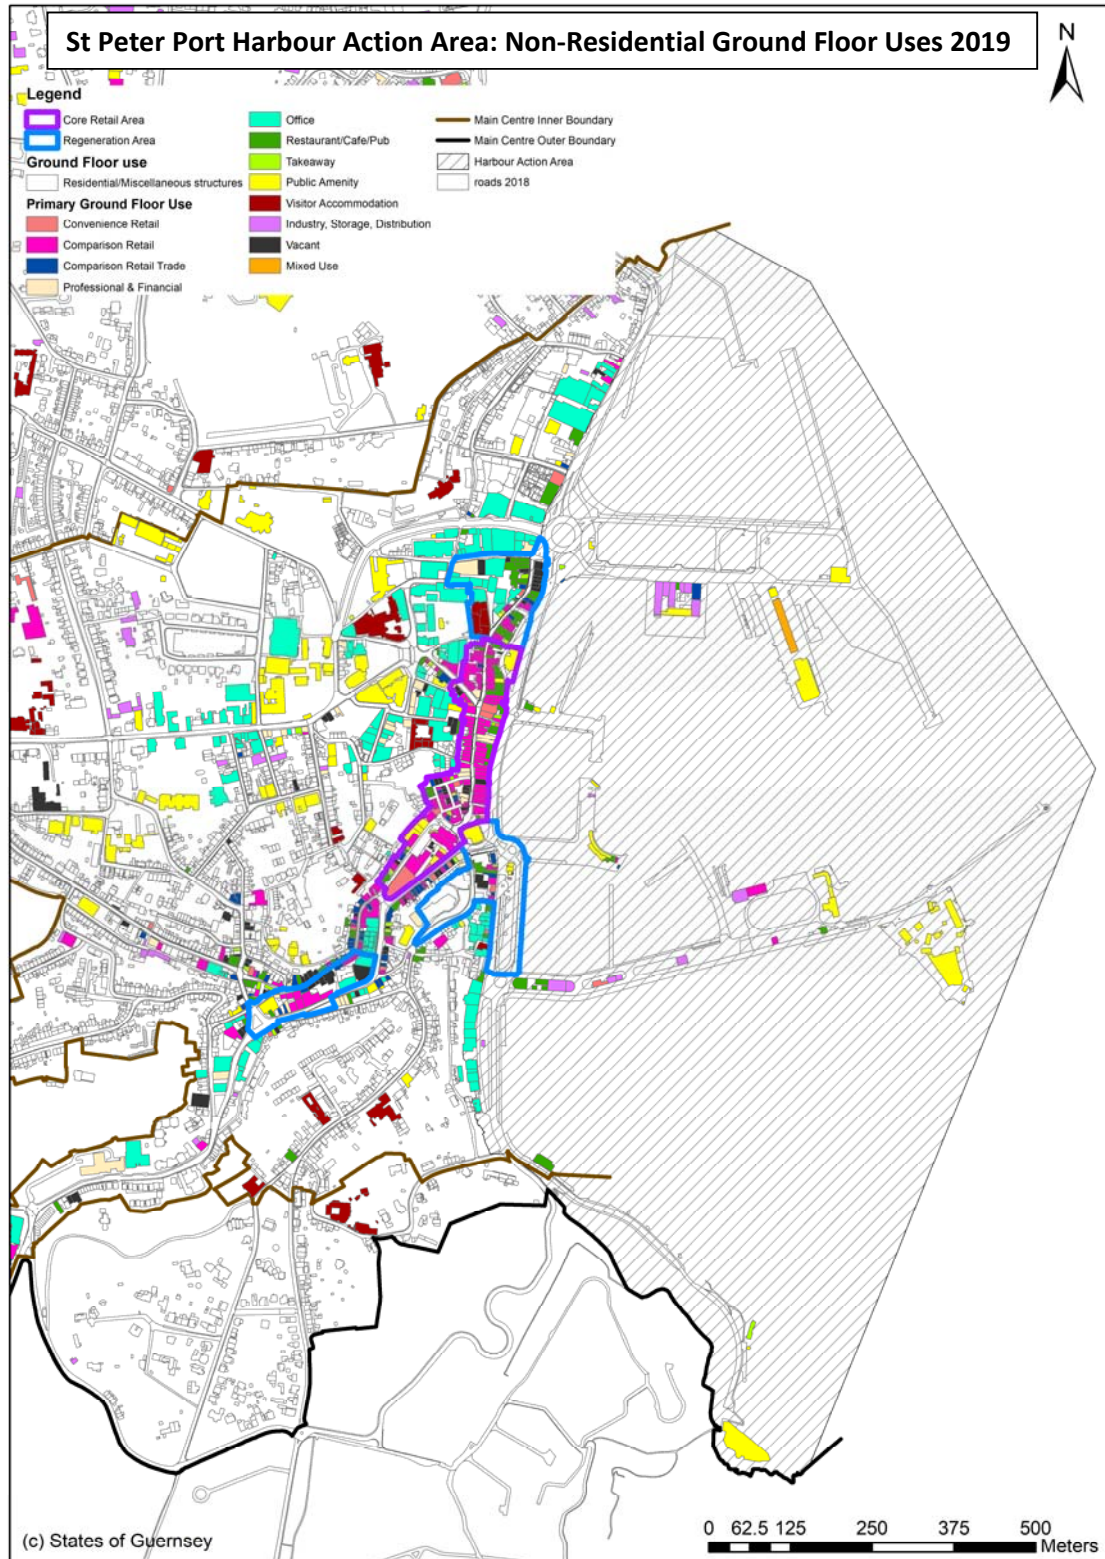 St Peter Port Harbour Action Area: Non-Residential Ground Floor Uses 2019
N
Legend
Core Retail Area
Regeneration Area
Ground Floor use
Residential/Miscellaneous structures
Primary Ground Floor Use
Convenience Retail
Comparison Retail
Comparison Retail Trade
Professional & Financial
Office
Restaurant/Cafe/Pub
Takeaway
Public Amenity
Visitor Accommodation
Industry, Storage, Distribution
Vacant
Mixed Use
Main Centre Inner Boundary
Main Centre Outer Boundary
Harbour Action Area
roads 2018
(c) States of Guernsey
0 62.5 125 250 375 500
Meters